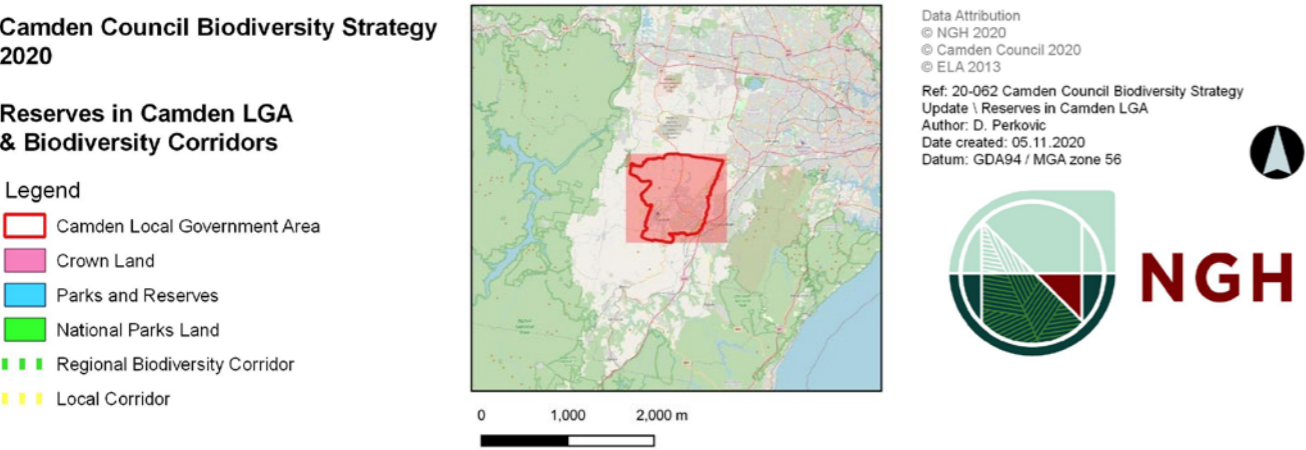 Camden Council Biodiversity Strategy
2020
Reserves in Camden LGA
& Biodiversity Corridors
Legend
Camden Local Government Area
Crown Land
Parks and Reserves
National Parks Land
Regional Biodiversity Corridor
Local Corridor
0 1,000 2,000 m
Data Attribution
© NGH 2020
© Camden Council 2020
© ELA 2013
Ref: 20-062 Camden Council Biodiversity Strategy
Update \ Reserves in Camden LGA
Author: D. Perkovic
Date created: 05.11.2020
Datum: GDA94 / MGA zone 56
NGH